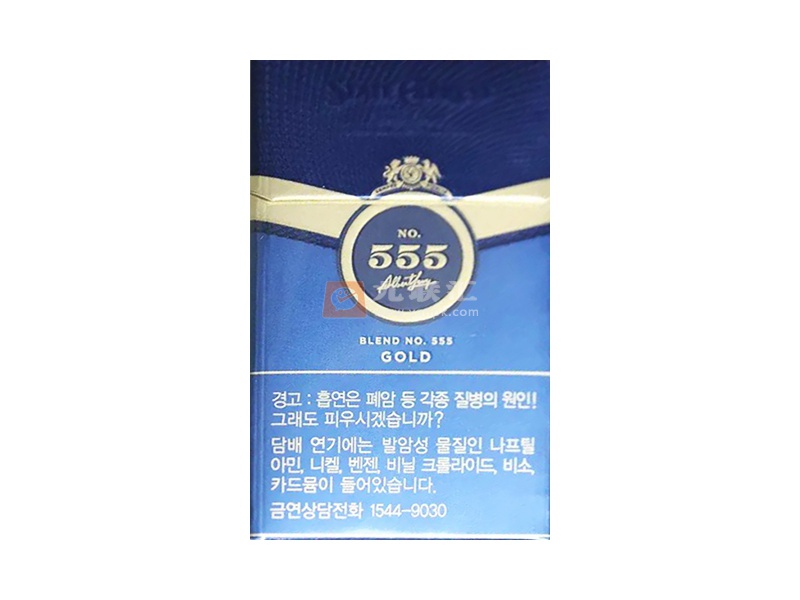 NO.
555
BLEND NO. 555
GOLD
경고 : 흡연은 폐암 등 각종 질병의 원인!
그래도 피우시겠습니까?
담배 연기에는 발암성 물질인 나프틸
아민, 니켈, 벤젠, 비닐 크롤라이드, 비소,
카드뮴이 들어있습니다.
금연상담전화 1544-9030